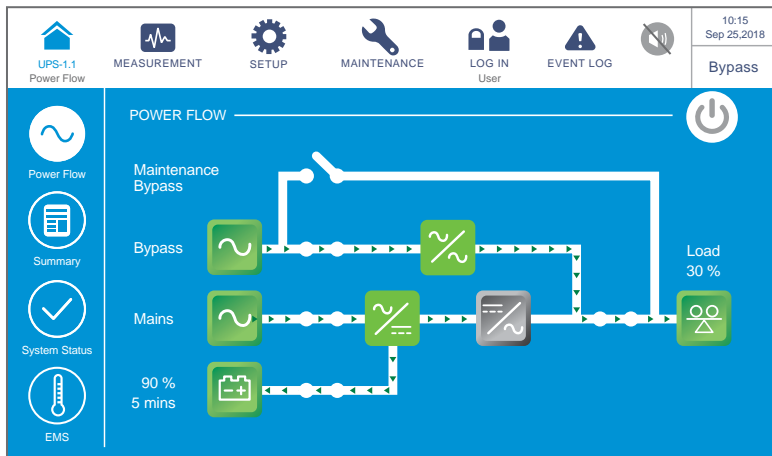 UPS-1.1
Power Flow
MEASUREMENT
SETUP
MAINTENANCE
LOG IN
User
EVENT LOG
10:15
Sep 25,2018
Bypass
Power Flow
Summary
System Status
EMS
POWER FLOW
Maintenance
Bypass
Bypass
Mains
90 %
5 mins
Load
30 %